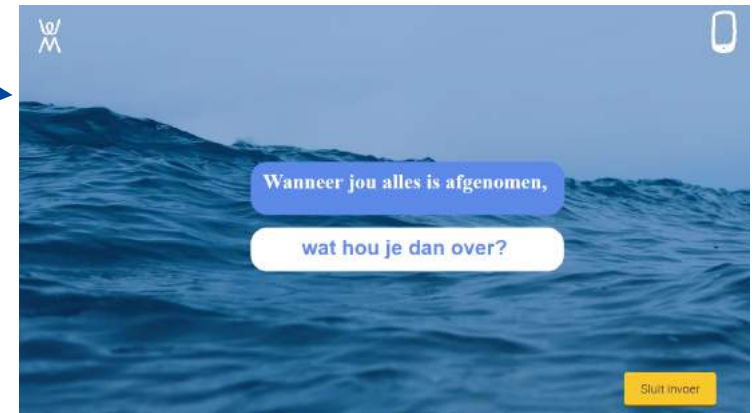 Wanneer jou alles is afgenomen,
wat hou je dan over?
Sluit invoer